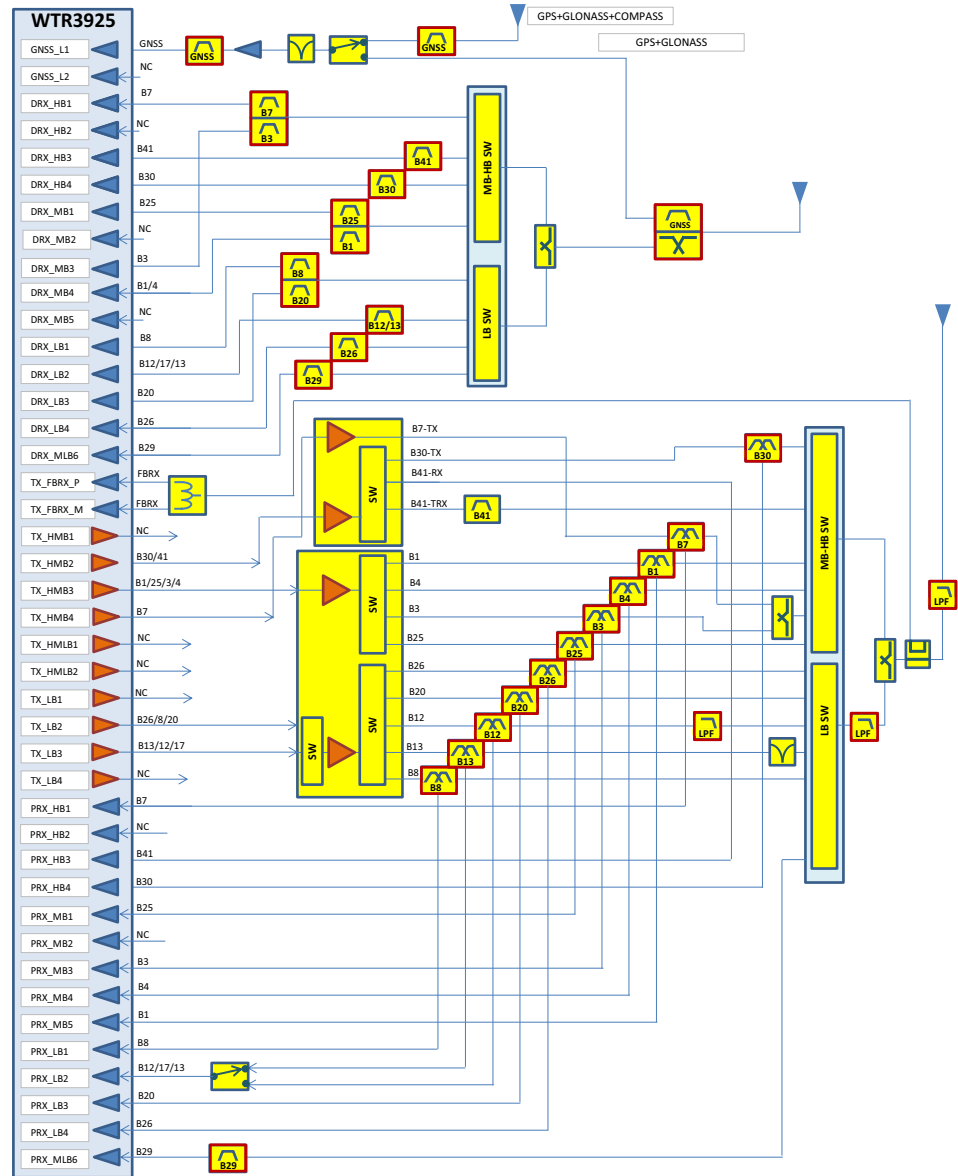 WTR3925
GPS+GLONASS+COMPASS
GPS+GLONASS
GNSS_L1
GNSS
GNSS
GNSS
GNSS_L2
NC
DRX_HB1
B7
B7
DRX_HB2
NC
B3
DRX_HB3
B41
B41
DRX_HB4
B30
B30
DRX_MB1
B25
B25
DRX_MB2
NC
B1
DRX_MB3
B3
B8
DRX_MB4
B1/4
B20
DRX_MB5
NC
B12/13
DRX_LB1
B8
B26
DRX_LB2
B12/17/13
B29
DRX_LB3
B20
DRX_LB4
B26
DRX_MLB6
B29
MB-HB SW
LB SW
GNSS
TX_FBRX_P
FBRX
TX_FBRX_M
FBRX
TX_HMB1
NC
TX_HMB2
B30/41
TX_HMB3
B1/25/3/4
TX_HMB4
B7
TX_HMLB1
NC
TX_HMLB2
NC
TX_LB1
NC
TX_LB2
B26/8/20
TX_LB3
B13/12/17
TX_LB4
NC
SW
SW
SW
SW
B7-TX
B30-TX
B41-RX
B41-TRX
B1
B4
B3
B25
B26
B20
B12
B13
B8
B30
B41
B7
B1
B4
B3
B25
B26
B20
B12
B13
B8
LPF
MB-HB SW
LB SW
LPF
LPF
PRX_HB1
B7
PRX_HB2
NC
PRX_HB3
B41
PRX_HB4
B30
PRX_MB1
B25
PRX_MB2
NC
PRX_MB3
B3
PRX_MB4
B4
PRX_MB5
B1
PRX_LB1
B8
PRX_LB2
B12/17/13
PRX_LB3
B20
PRX_LB4
B26
PRX_MLB6
B29
B29